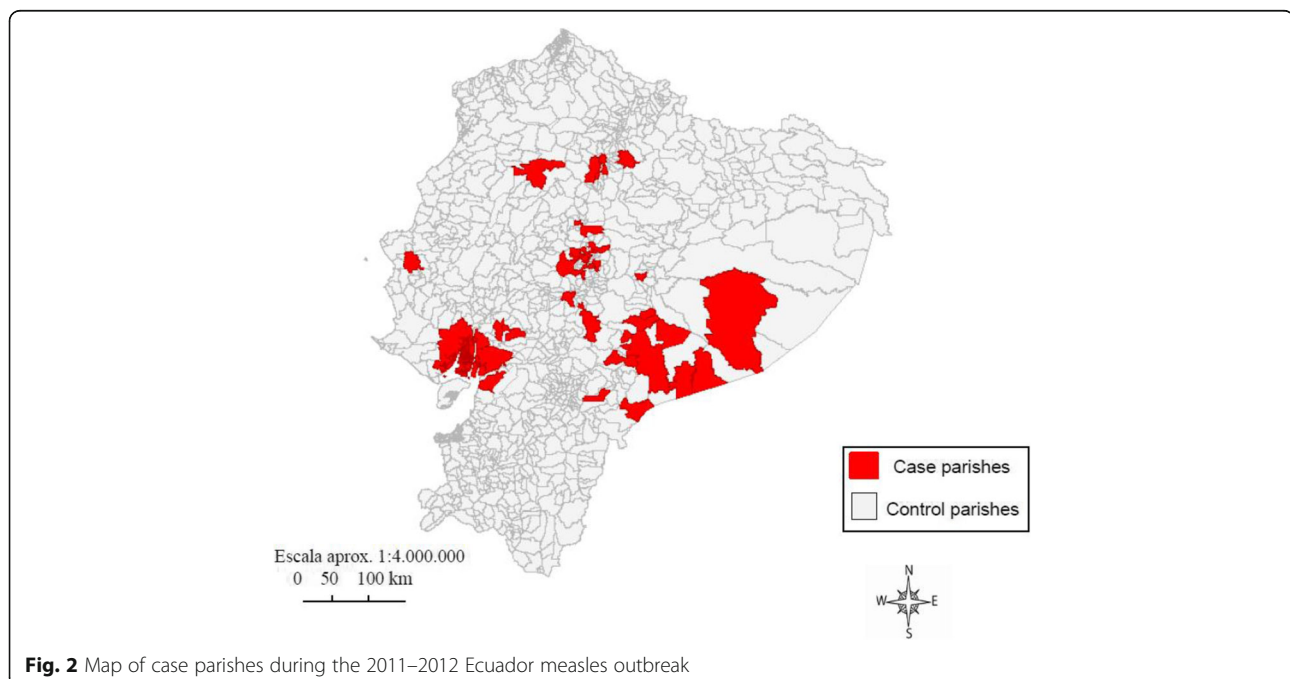 Case parishes
Control parishes
Escala aprox. 1:4.000.000
0 50 100 km
N
W E
S
Fig. 2 Map of case parishes during the 2011–2012 Ecuador measles outbreak